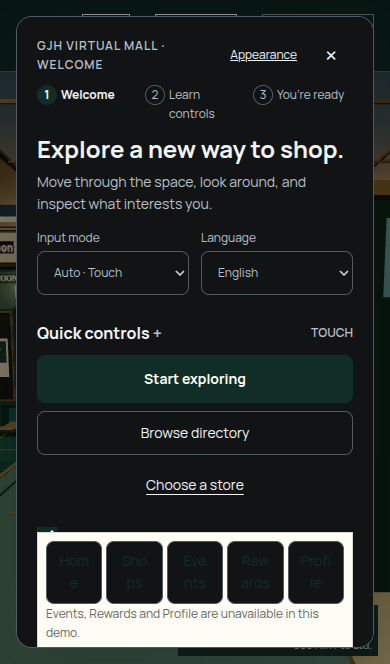 GJH VIRTUAL MALL ·
WELCOME
Appearance
✕
1 Welcome
2 Learn
controls
3 You're ready
Explore a new way to shop.
Move through the space, look around, and
inspect what interests you.
Input mode
Language
Auto · Touch
English
Quick controls +
TOUCH
Start exploring
Browse directory
Choose a store
Hom
e
Sho
ps
Eve
nts
Rew
ards
Profi
le
Events, Rewards and Profile are unavailable in this
demo.